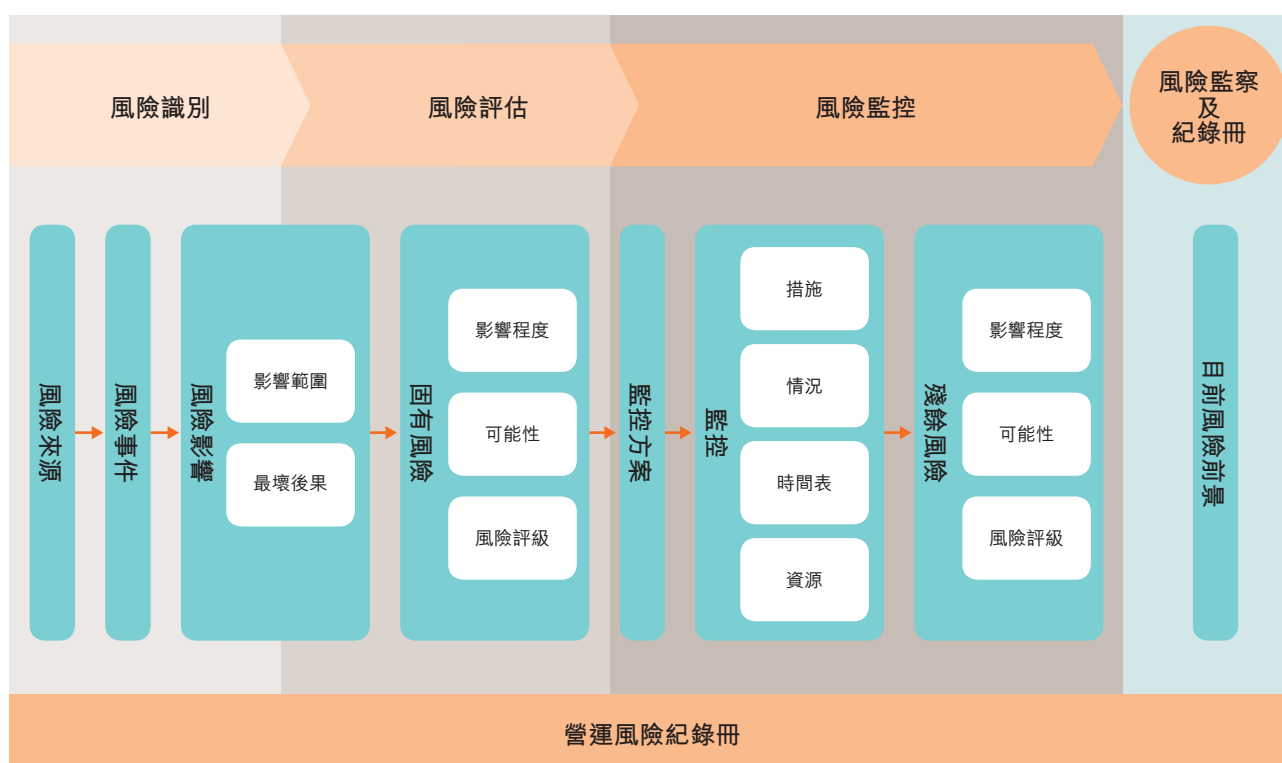 風險識別
風險評估
風險監控
風險監察
及
紀錄冊
風險來源
風險事件
風險影響
影響範圍
最壞後果
固有風險
影響程度
可能性
風險評級
監控方案
監控
措施
情況
時間表
資源
殘餘風險
影響程度
可能性
風險評級
目前風險前景
營運風險紀錄冊